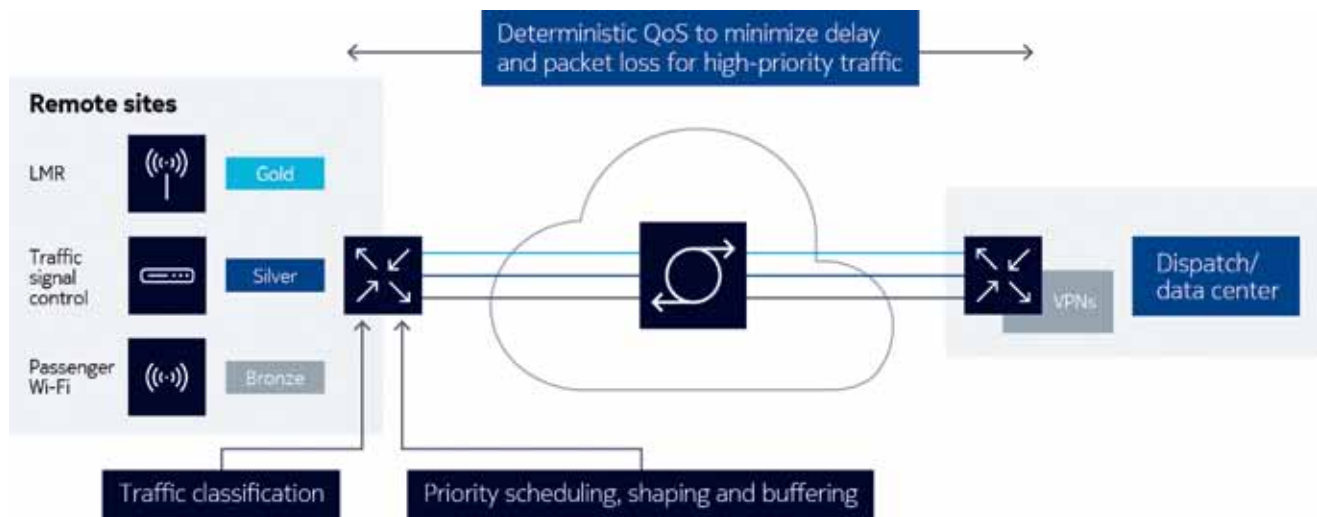 Deterministic QoS to minimize delay
and packet loss for high-priority traffic
Remote sites
LMR
Gold
Traffic
signal
control
Silver
Passenger
Wi-Fi
Bronze
VPNs
Dispatch/
data center
Traffic classification
Priority scheduling, shaping and buffering